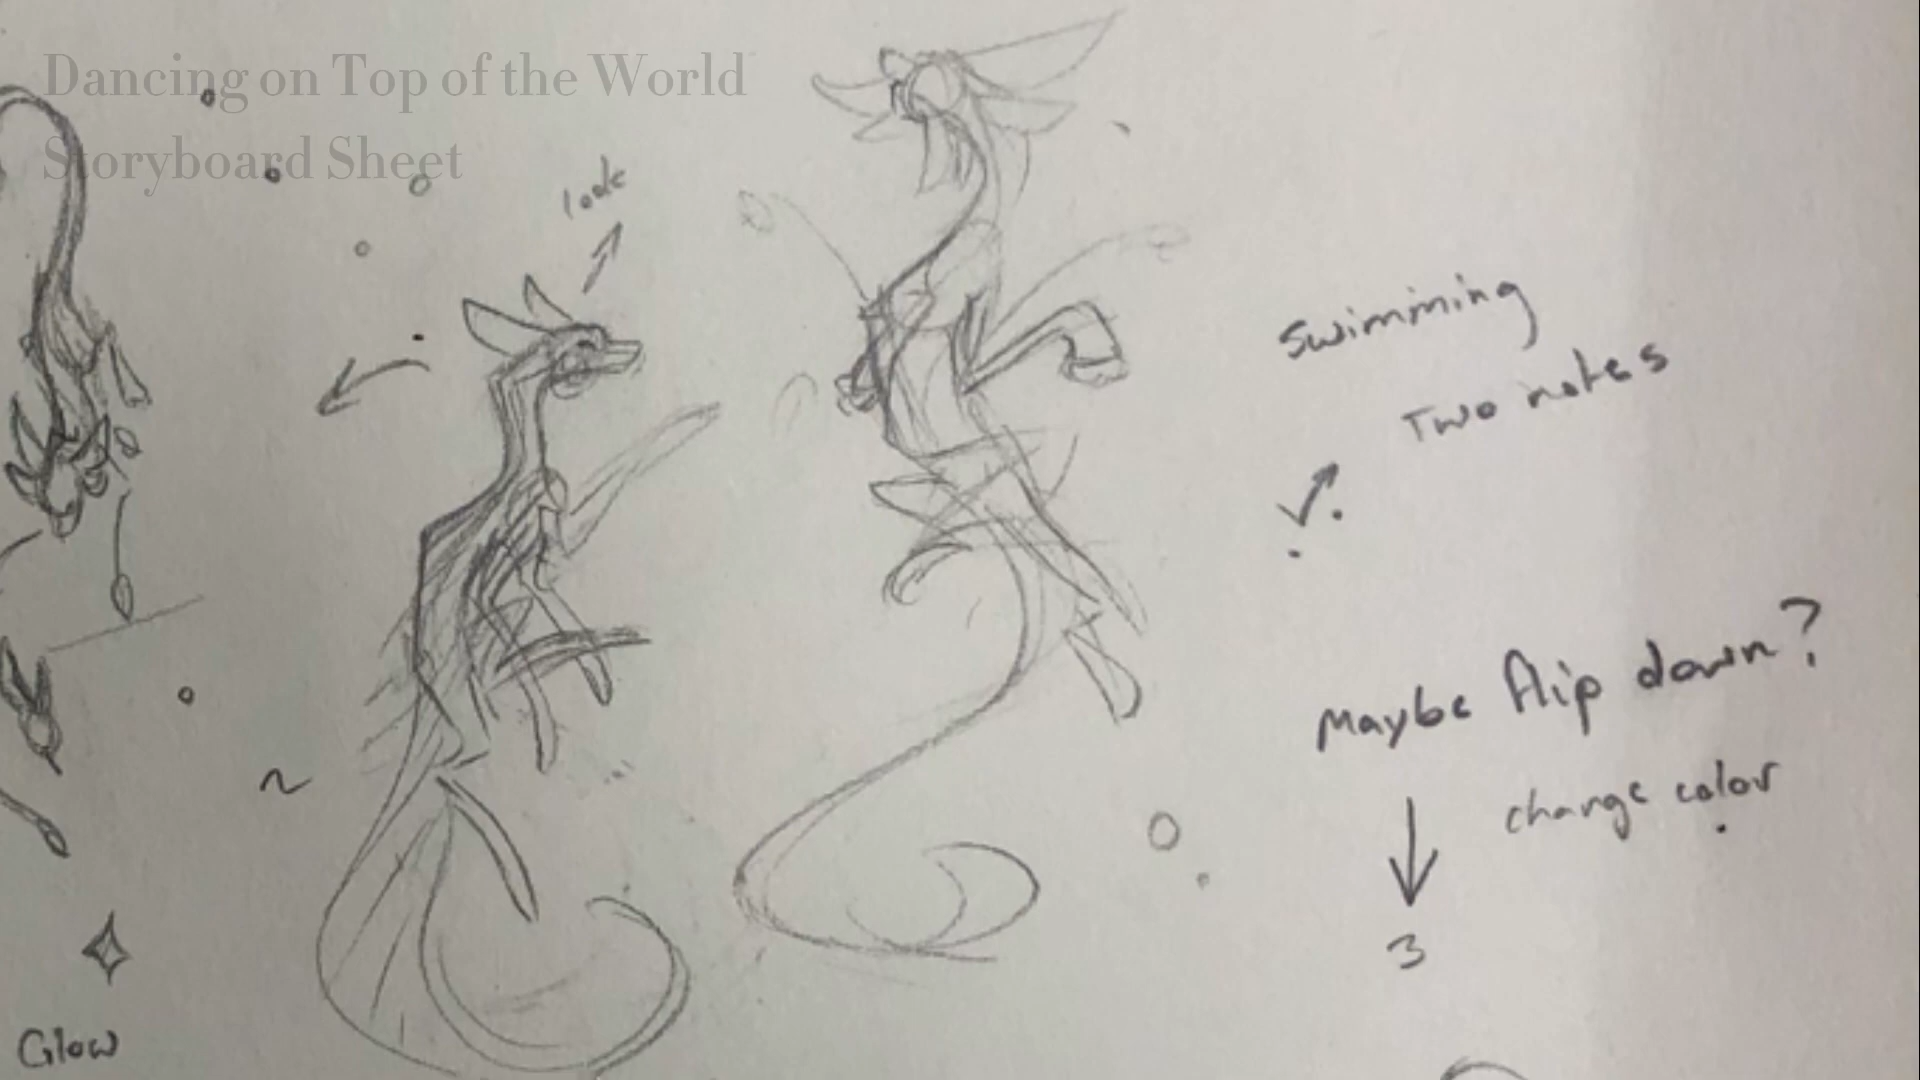 Dancing on Top of the World
Storyboard Sheet
look
swimming
Two notes
Maybe flip down?
change color
3
Glow